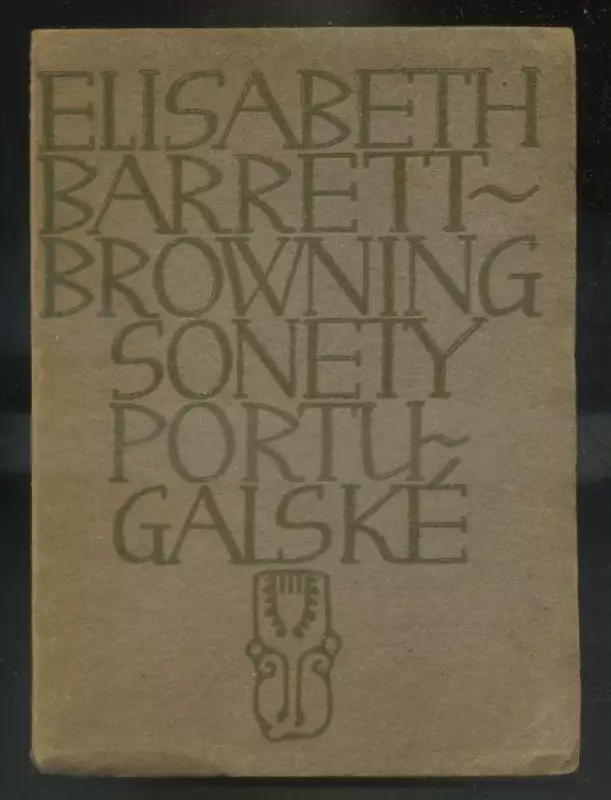 ELISABETH
BARRETT~
BROWNING
SONETY
PORTU~
GALSKÉ